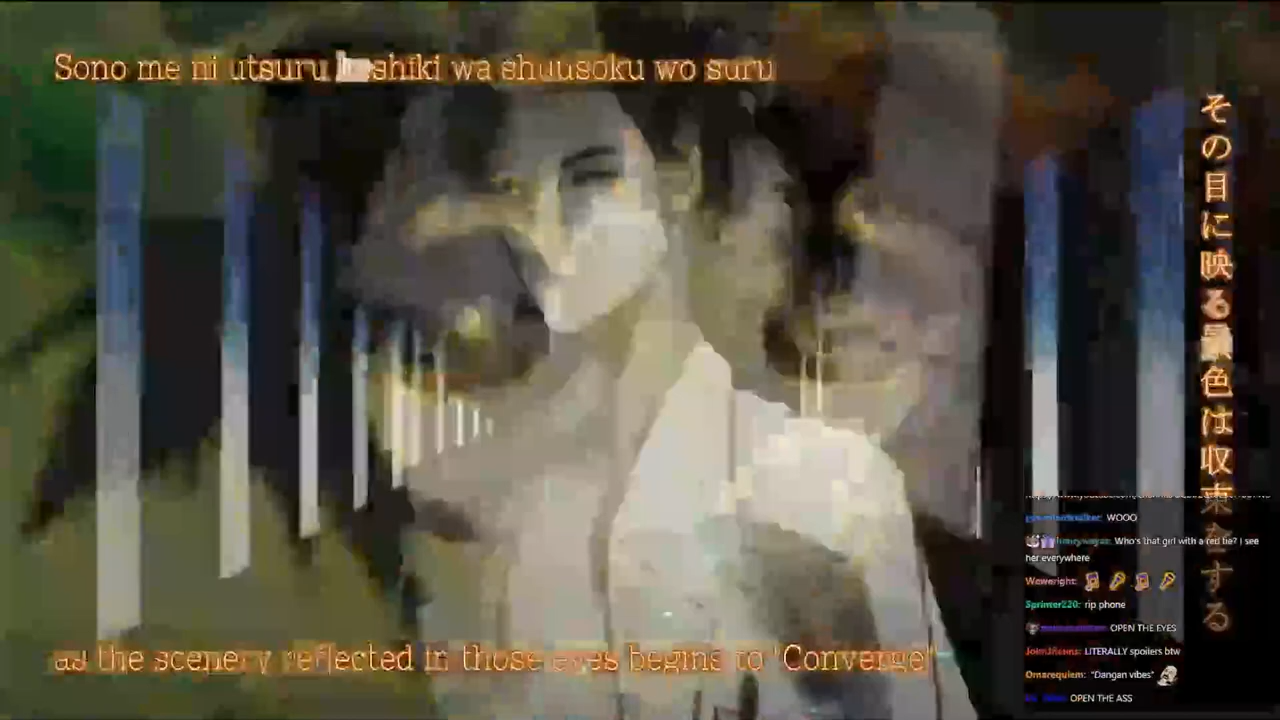 Sono me ni utsuru keshiki wa shuusoku wo suru
その目に映る景色は収束をする
as the scenery reflected in those eyes begins to "Converge"
WOOO
Who's that girl with a red tie? I see
her everywhere
Woweright:
Sprinter220: rip phone
OPEN THE EYES
LITERALLY spoilers btw
Omarequiem: "Dangan vibes"
OPEN THE ASS